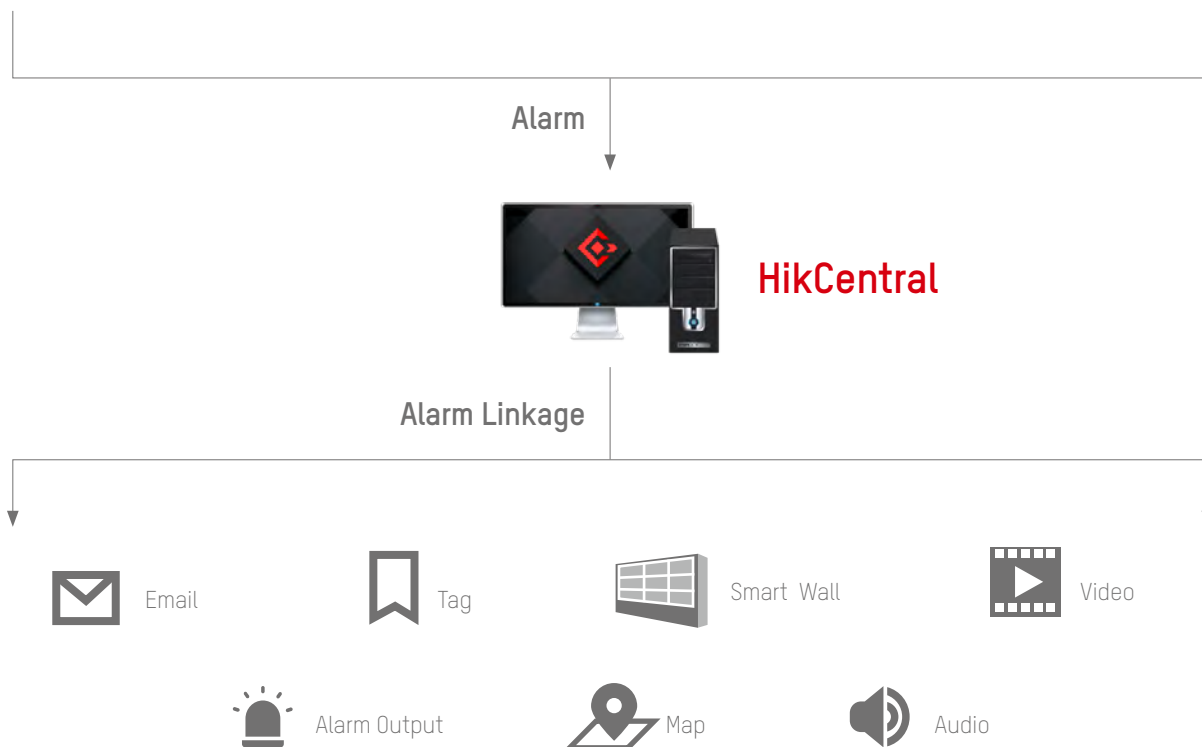 Alarm
HikCentral
Alarm Linkage
Email
Tag
Smart Wall
Video
Alarm Output
Map
Audio